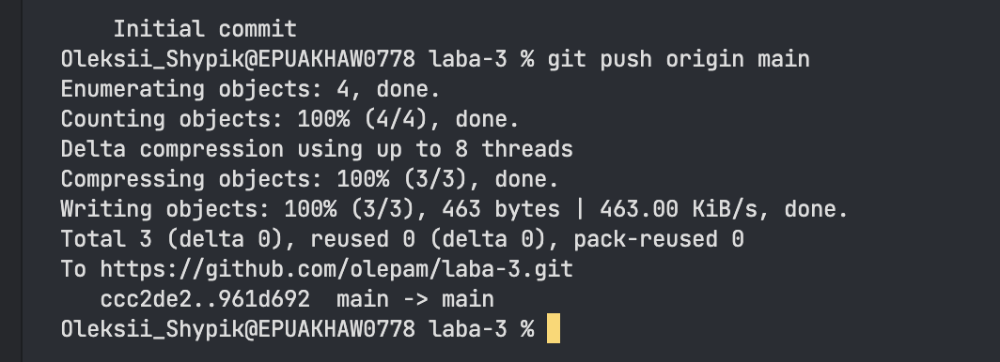 Initial commit
Oleksii_Shypik@EPUAKHAW0778 laba-3 % git push origin main
Enumerating objects: 4, done.
Counting objects: 100% (4/4), done.
Delta compression using up to 8 threads
Compressing objects: 100% (3/3), done.
Writing objects: 100% (3/3), 463 bytes | 463.00 KiB/s, done.
Total 3 (delta 0), reused 0 (delta 0), pack-reused 0
To https://github.com/olepam/laba-3.git
ccc2de2..961d692  main -> main
Oleksii_Shypik@EPUAKHAW0778 laba-3 %